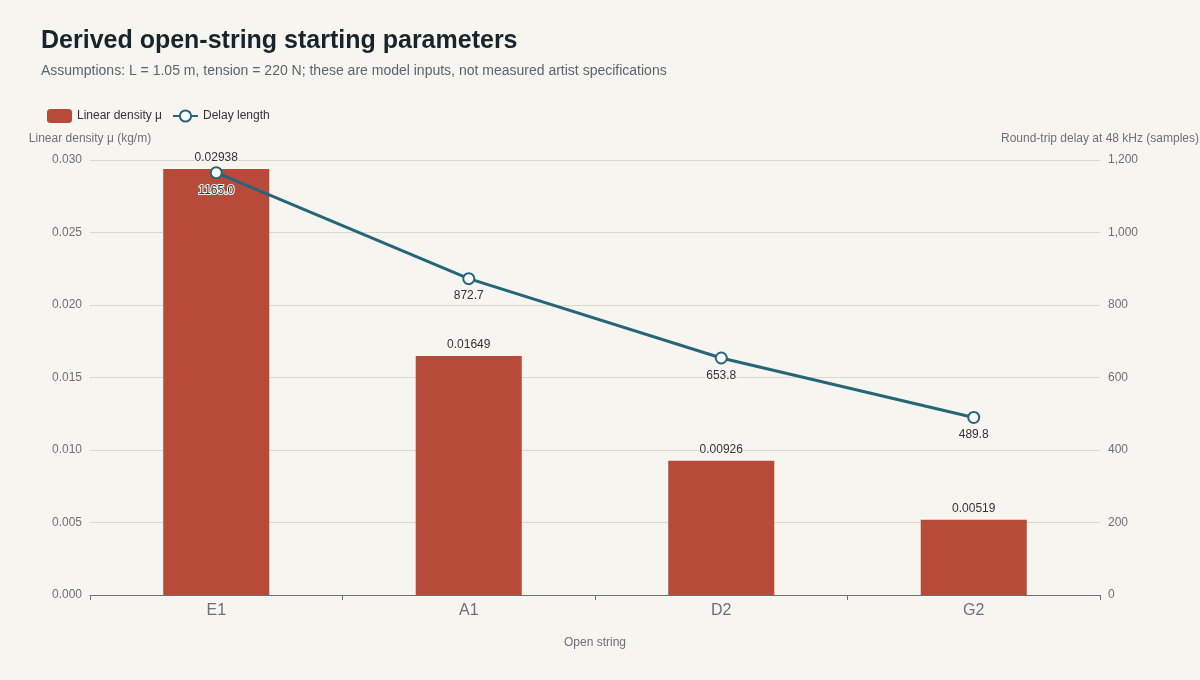 Derived open-string starting parameters
Assumptions: L = 1.05 m, tension = 220 N; these are model inputs, not measured artist specifications
Linear density μ
Delay length
Linear density μ (kg/m)
Round-trip delay at 48 kHz (samples)
0.030
0.02938
1,200
1165.0
0.025
1,000
872.7
0.020
800
0.01649
0.015
653.8
600
489.8
0.010
0.00926
400
0.00519
0.005
200
0.000
0
E1
A1
D2
G2
Open string